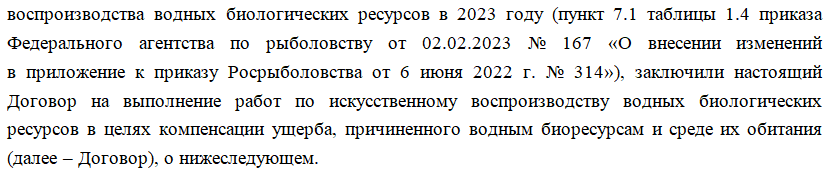 воспроизводства водных биологических ресурсов в 2023 году (пункт 7.1 таблицы 1.4 приказа
Федерального агентства по рыболовству от 02.02.2023 № 167 «О внесении изменений
в приложение к приказу Росрыболовства от 6 июня 2022 г. № 314»), заключили настоящий
Договор на выполнение работ по искусственному воспроизводству водных биологических
ресурсов в целях компенсации ущерба, причиненного водным биоресурсам и среде их обитания
(далее – Договор), о нижеследующем.